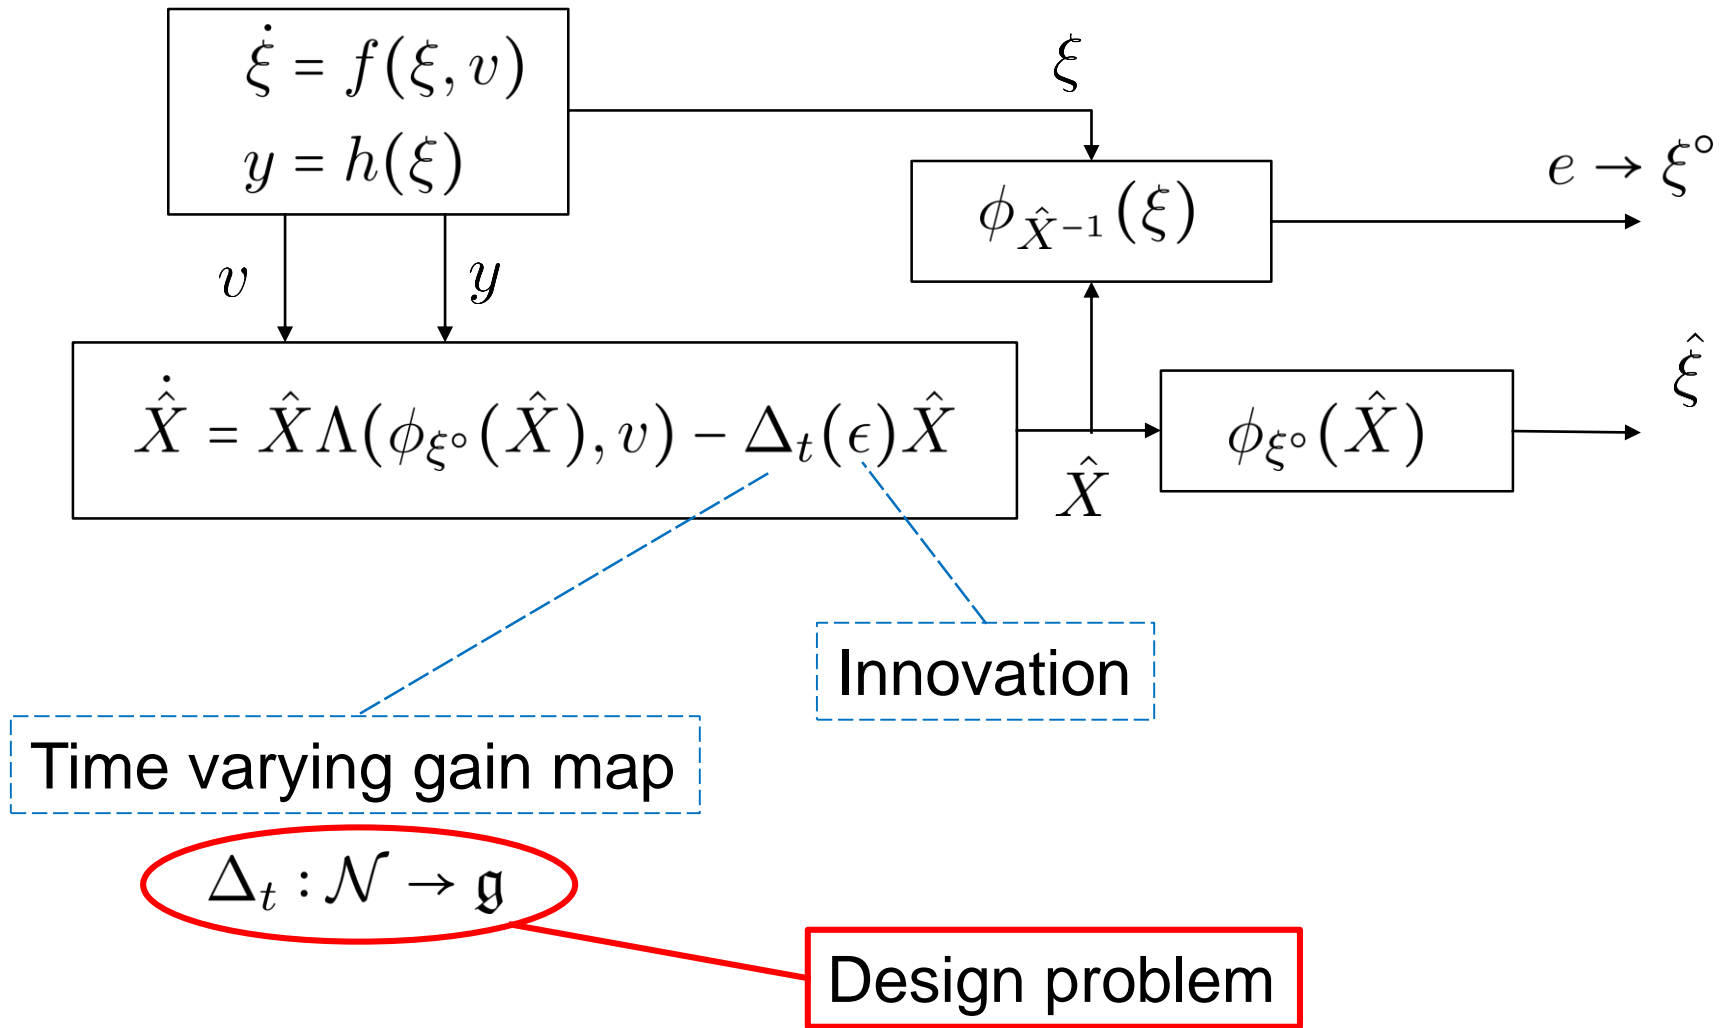 ξ̇ = f(ξ, v)
y = h(ξ)
ξ
e → ξ°
ϕ_{X̂⁻¹}(ξ)
v
y
ξ̂
X̂̇ = X̂Λ(ϕ_{ξ°}(X̂), v) − Δ_t(ϵ)X̂
X̂
ϕ_{ξ°}(X̂)
Innovation
Time varying gain map
Δ_t : 𝒩 → 𝔤
Design problem